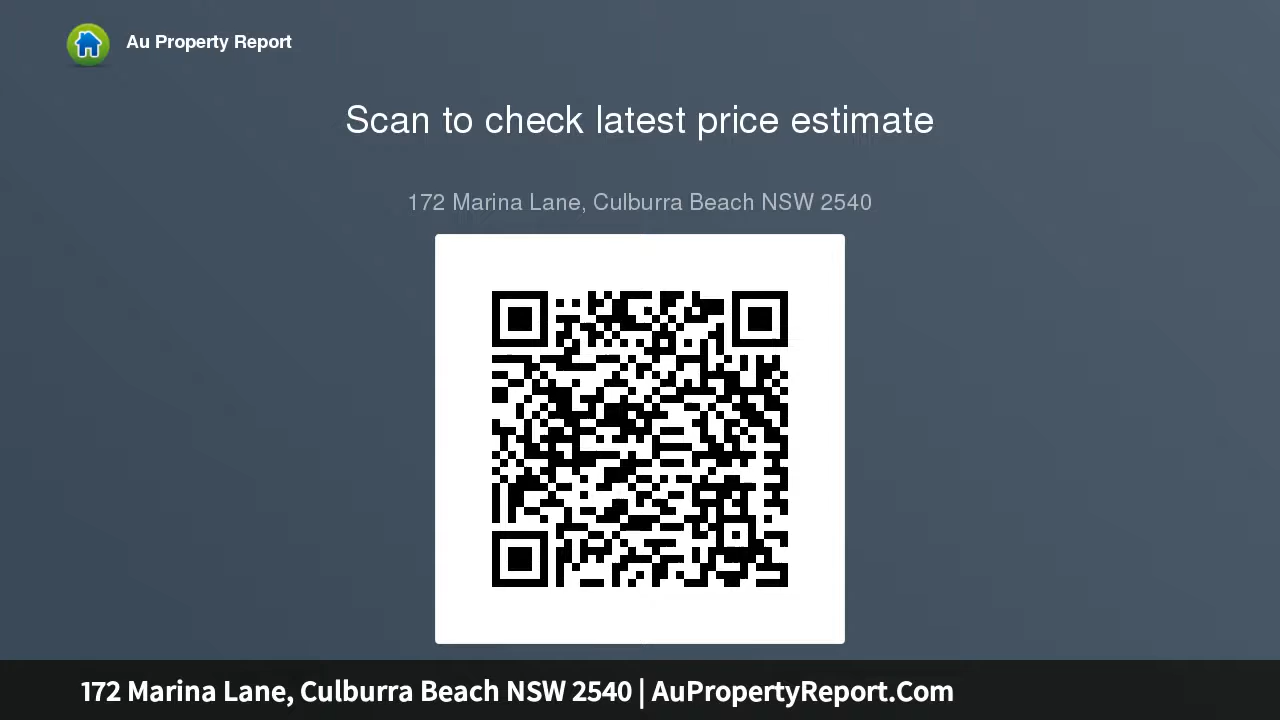 Au Property Report
Scan to check latest price estimate
172 Marina Lane, Culburra Beach NSW 2540
172 Marina Lane, Culburra Beach NSW 2540 | AuPropertyReport.Com